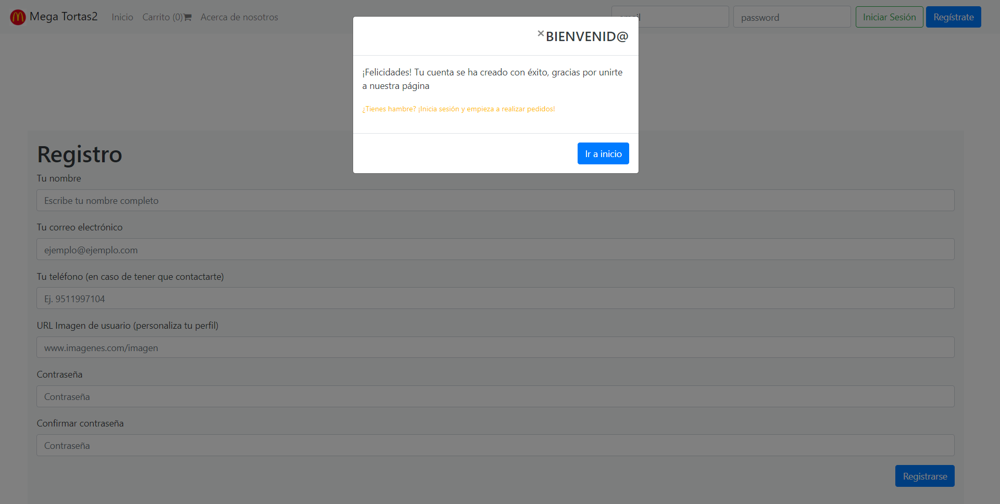 Mega Tortas2 Inicio Carrito (0) Acerca de nosotros password Iniciar Sesión Regístrate
×BIENVENID@
¡Felicidades! Tu cuenta se ha creado con éxito, gracias por unirte
a nuestra página
¿Tienes hambre? ¡Inicia sesión y empieza a realizar pedidos!
Ir a inicio
Registro
Tu nombre
Escribe tu nombre completo
Tu correo electrónico
ejemplo@ejemplo.com
Tu teléfono (en caso de tener que contactarte)
Ej. 9511997104
URL Imagen de usuario (personaliza tu perfil)
www.imagenes.com/imagen
Contraseña
Contraseña
Confirmar contraseña
Contraseña
Registrarse